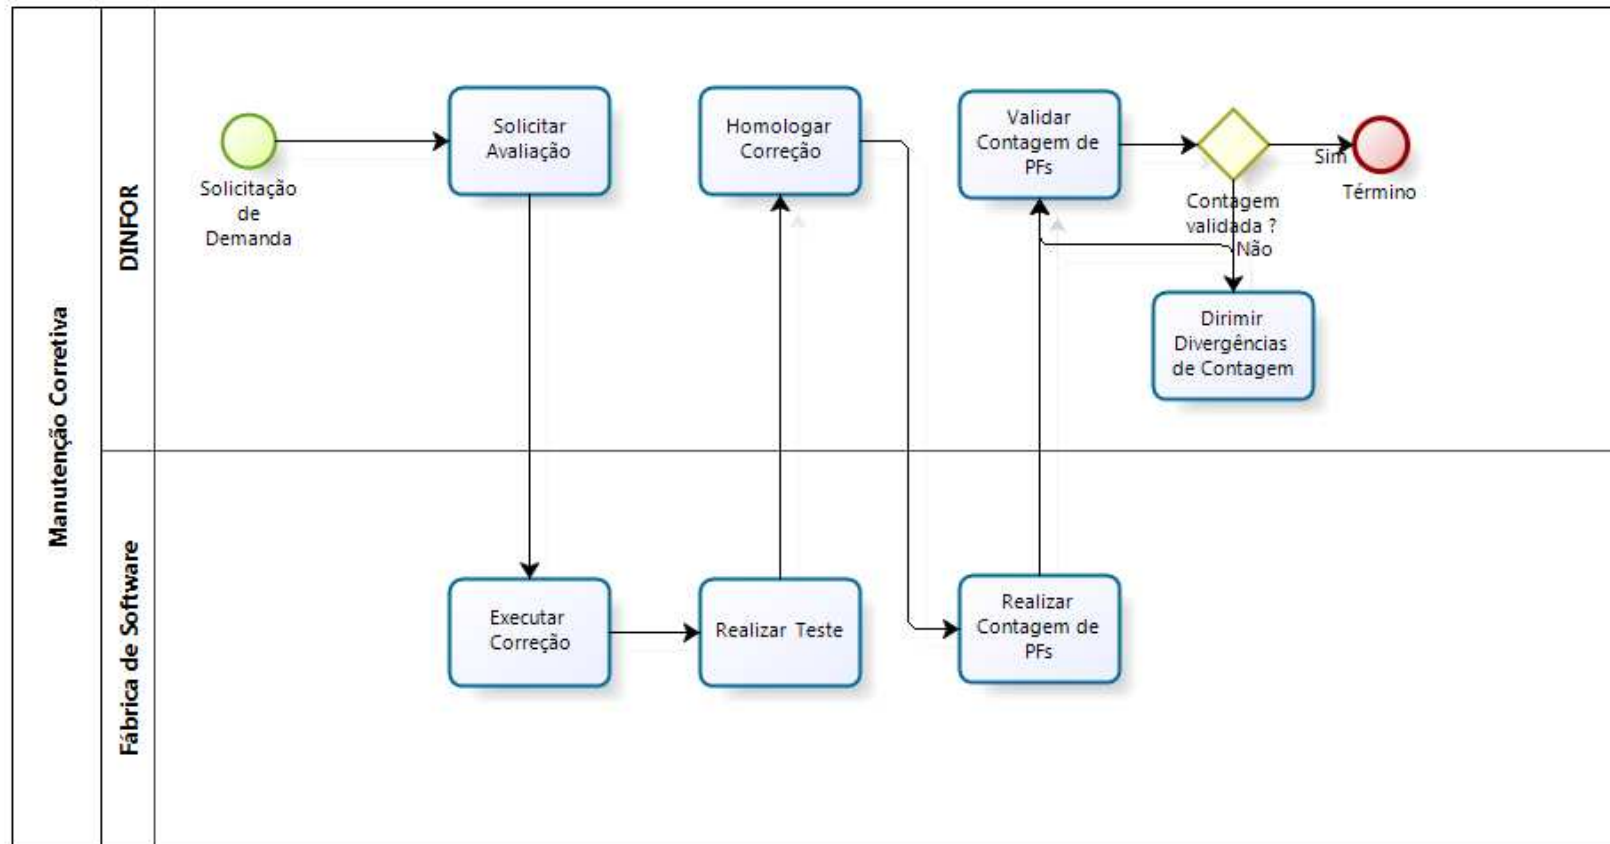 Manutenção Corretiva
DINFOR
Solicitação
de
Demanda
Solicitar
Avaliação
Homologar
Correção
Validar
Contagem de
PFs
Sim
Término
Contagem
validada ?
Não
Dirimir
Divergências
de Contagem
Fábrica de Software
Executar
Correção
Realizar Teste
Realizar
Contagem de
PFs